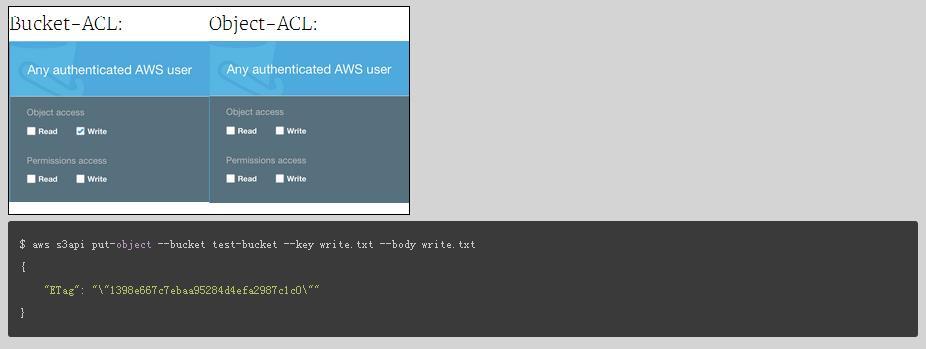 Bucket-ACL:
Object-ACL:
Any authenticated AWS user
Any authenticated AWS user
Object access
Object access
Read Write
Read Write
Permissions access
Permissions access
Read Write
Read Write
$ aws s3api put-object --bucket test-bucket --key write.txt --body write.txt
{
    "ETag": "\"1398e667c7ebaa95284d4efa2987c1c0\""
}